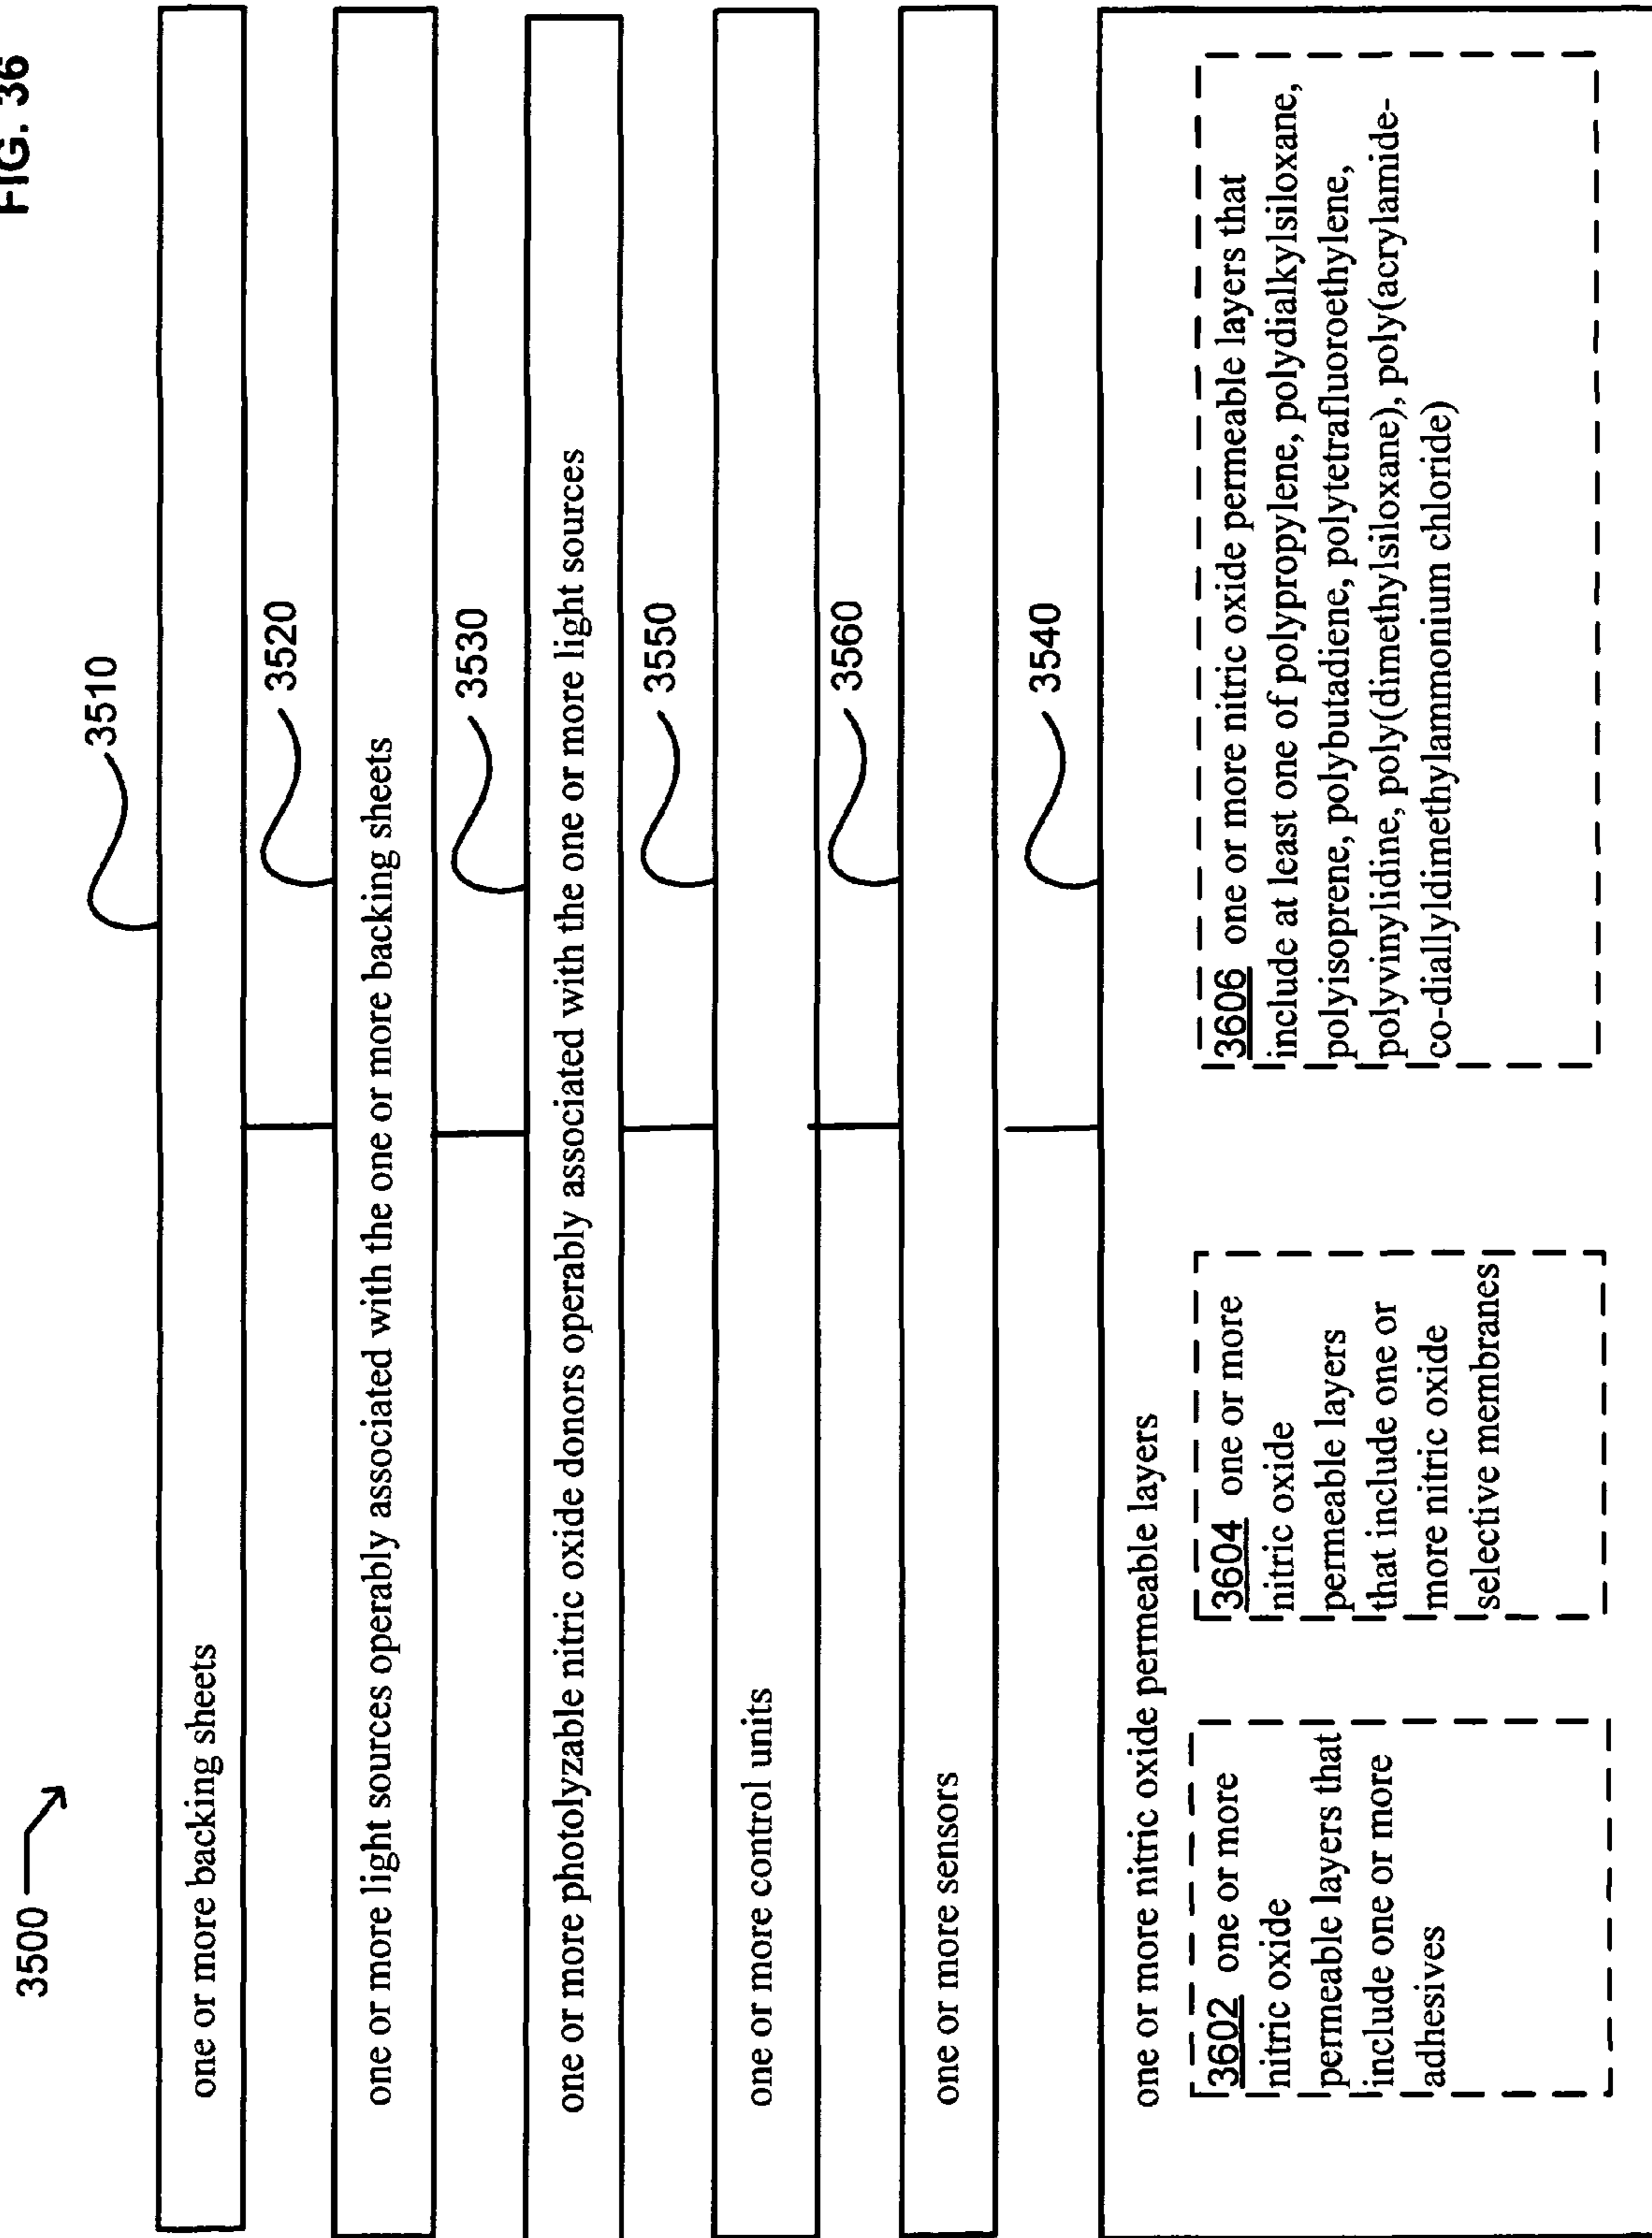 FIG. 36
3500
3510
one or more backing sheets
3520
one or more light sources operably associated with the one or more backing sheets
3530
one or more photolyzable nitric oxide donors operably associated with the one or more light sources
3550
one or more control units
3560
one or more sensors
3540
one or more nitric oxide permeable layers
3602 one or more
nitric oxide
permeable layers that
include one or more
adhesives
3604 one or more
nitric oxide
permeable layers
that include one or
more nitric oxide
selective membranes
3606 one or more nitric oxide permeable layers that
include at least one of polypropylene, polydialkylsiloxane,
polyisoprene, polybutadiene, polytetrafluoroethylene,
polyvinylidine, poly(dimethylsiloxane), poly(acrylamide-
co-diallyldimethylammonium chloride)